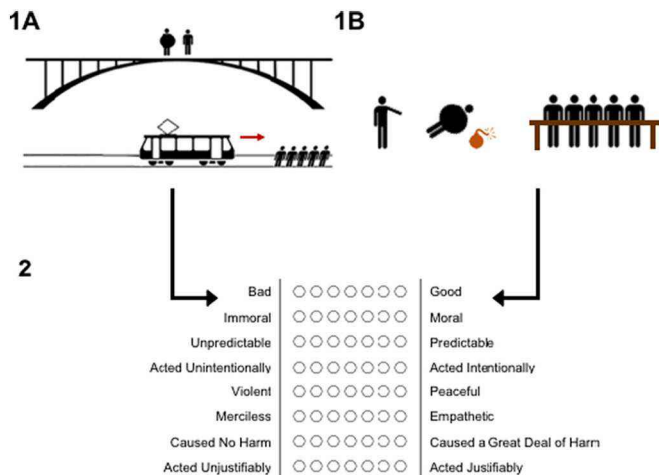 1A
1B
2
Bad Good
Immoral Moral
Unpredictable Predictable
Acted Unintentionally Acted Intentionally
Violent Peaceful
Merciless Empathetic
Caused No Harm Caused a Great Deal of Harm
Acted Unjustifiably Acted Justifiably